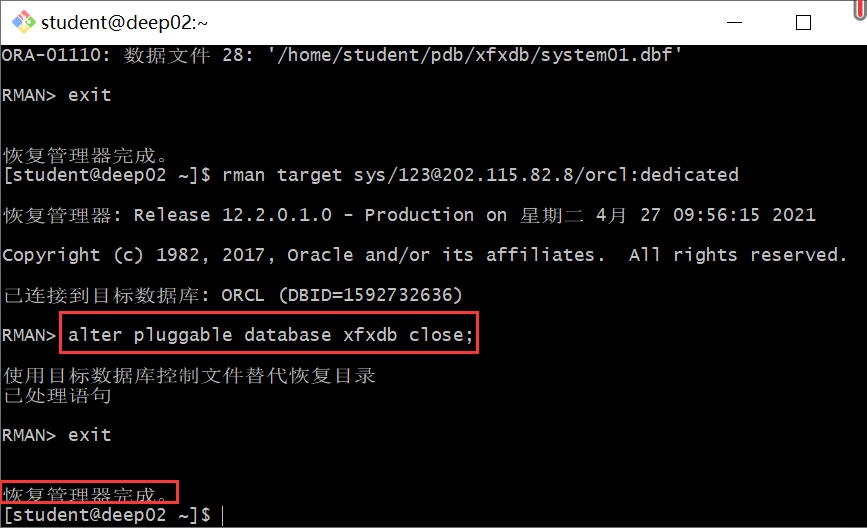 student@deep02:~
ORA-01110: 数据文件 28: '/home/student/pdb/xfxdb/system01.dbf'
RMAN> exit
恢复管理器完成。
[student@deep02 ~]$ rman target sys/123@202.115.82.8/orcl:dedicated
恢复管理器: Release 12.2.0.1.0 - Production on 星期二 4月 27 09:56:15 2021
Copyright (c) 1982, 2017, Oracle and/or its affiliates.  All rights reserved.
已连接到目标数据库: ORCL (DBID=1592732636)
RMAN> alter pluggable database xfxdb close;
使用目标数据库控制文件替代恢复目录
已处理语句
RMAN> exit
恢复管理器完成。
[student@deep02 ~]$